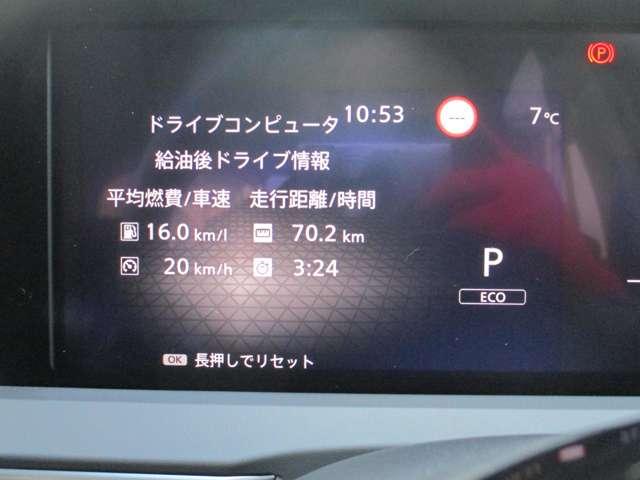 (P)
ドライブコンピュータ 10:53 --- 7℃
給油後ドライブ情報
平均燃費/車速 走行距離/時間
16.0 km/l 70.2 km
20 km/h 3:24
P
ECO
OK 長押しでリセット